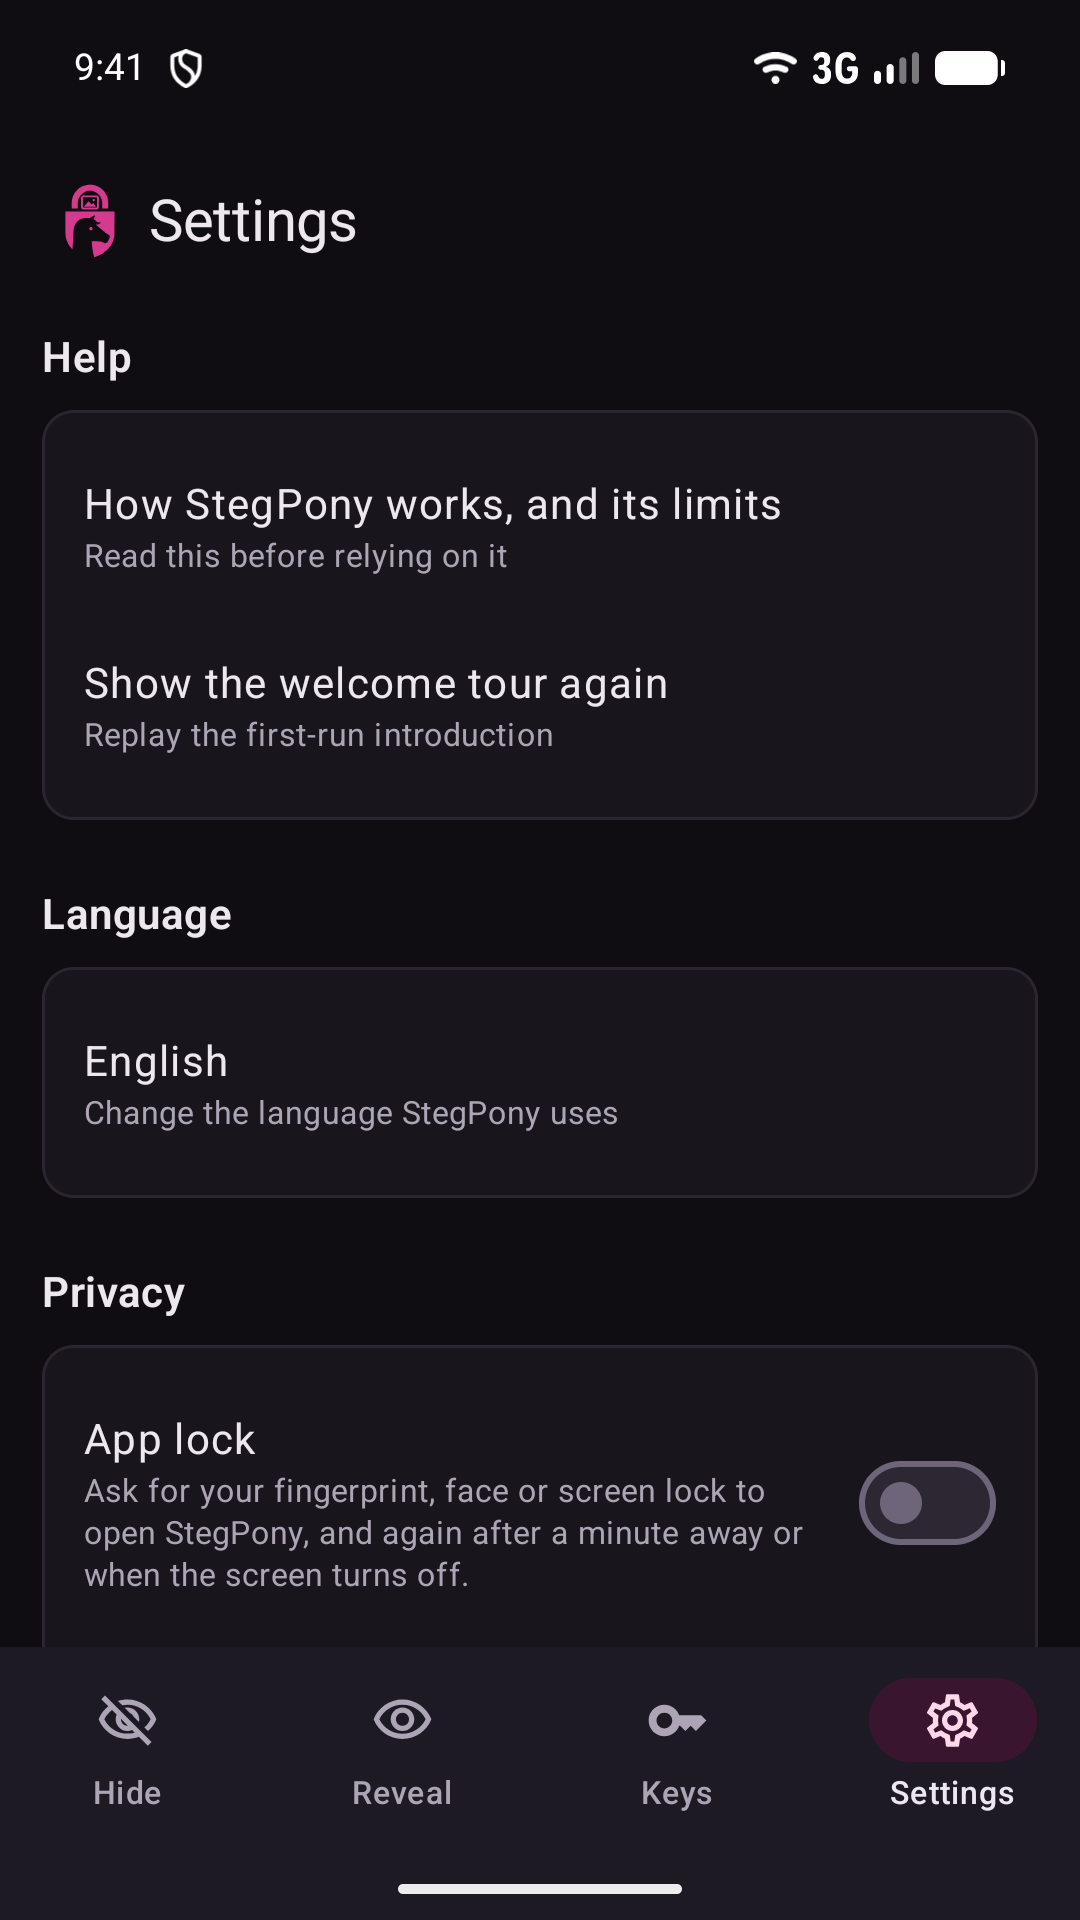 9:41
3G
Settings
Help
How StegPony works, and its limits
Read this before relying on it
Show the welcome tour again
Replay the first-run introduction
Language
English
Change the language StegPony uses
Privacy
App lock
Ask for your fingerprint, face or screen lock to
open StegPony, and again after a minute away or
when the screen turns off.
Hide
Reveal
Keys
Settings